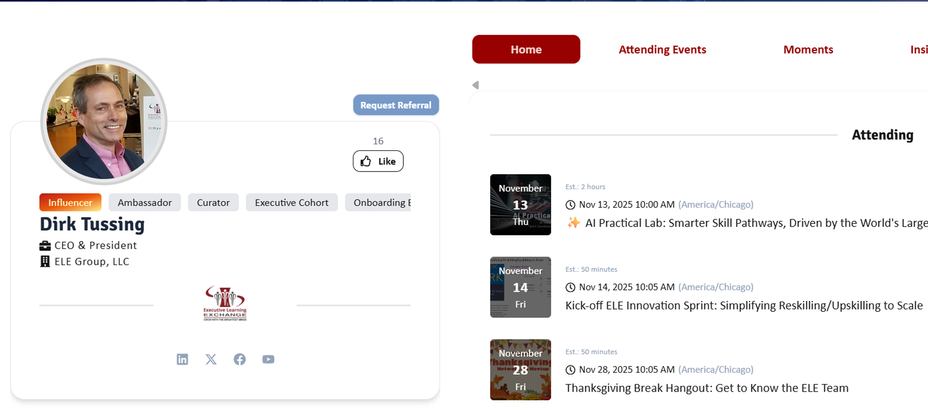 Home
Attending Events
Moments
Insi
Request Referral
16
Like
Influencer
Ambassador
Curator
Executive Cohort
Onboarding E
Dirk Tussing
CEO & President
ELE Group, LLC
Executive Learning
EXCHANGE
Attending
November
13
Thu
Est.: 2 hours
Nov 13, 2025 10:00 AM (America/Chicago)
✨ AI Practical Lab: Smarter Skill Pathways, Driven by the World's Large
November
14
Fri
Est.: 50 minutes
Nov 14, 2025 10:05 AM (America/Chicago)
Kick-off ELE Innovation Sprint: Simplifying Reskilling/Upskilling to Scale
November
28
Fri
Est.: 50 minutes
Nov 28, 2025 10:05 AM (America/Chicago)
Thanksgiving Break Hangout: Get to Know the ELE Team